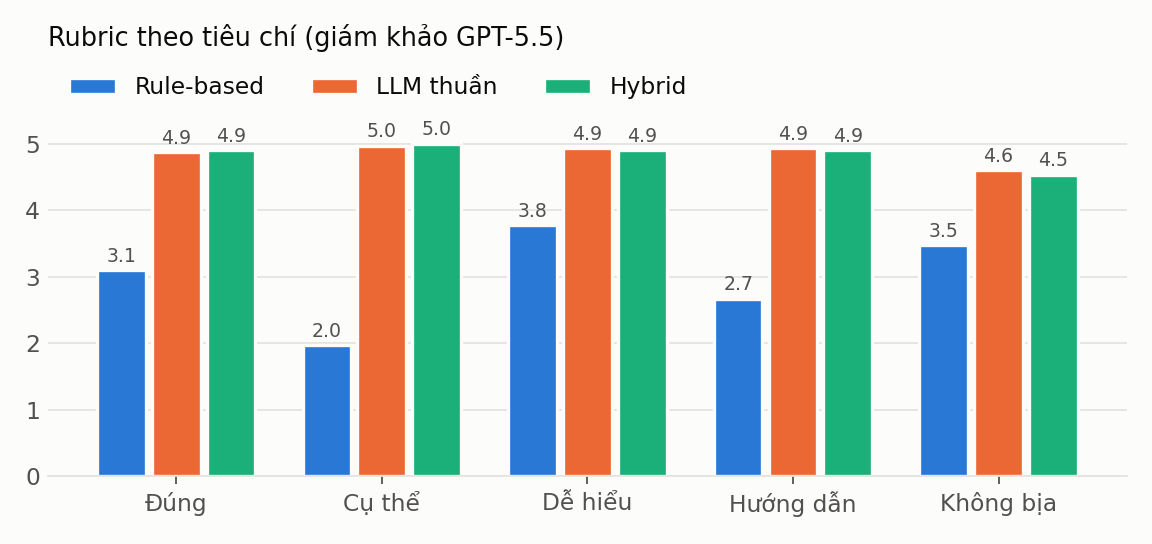 Rubric theo tiêu chí (giám khảo GPT-5.5)
Rule-based LLM thuần Hybrid
5
4
3
2
1
0
3.1 4.9 4.9
2.0 5.0 5.0
3.8 4.9 4.9
2.7 4.9 4.9
3.5 4.6 4.5
Đúng Cụ thể Dễ hiểu Hướng dẫn Không bịa